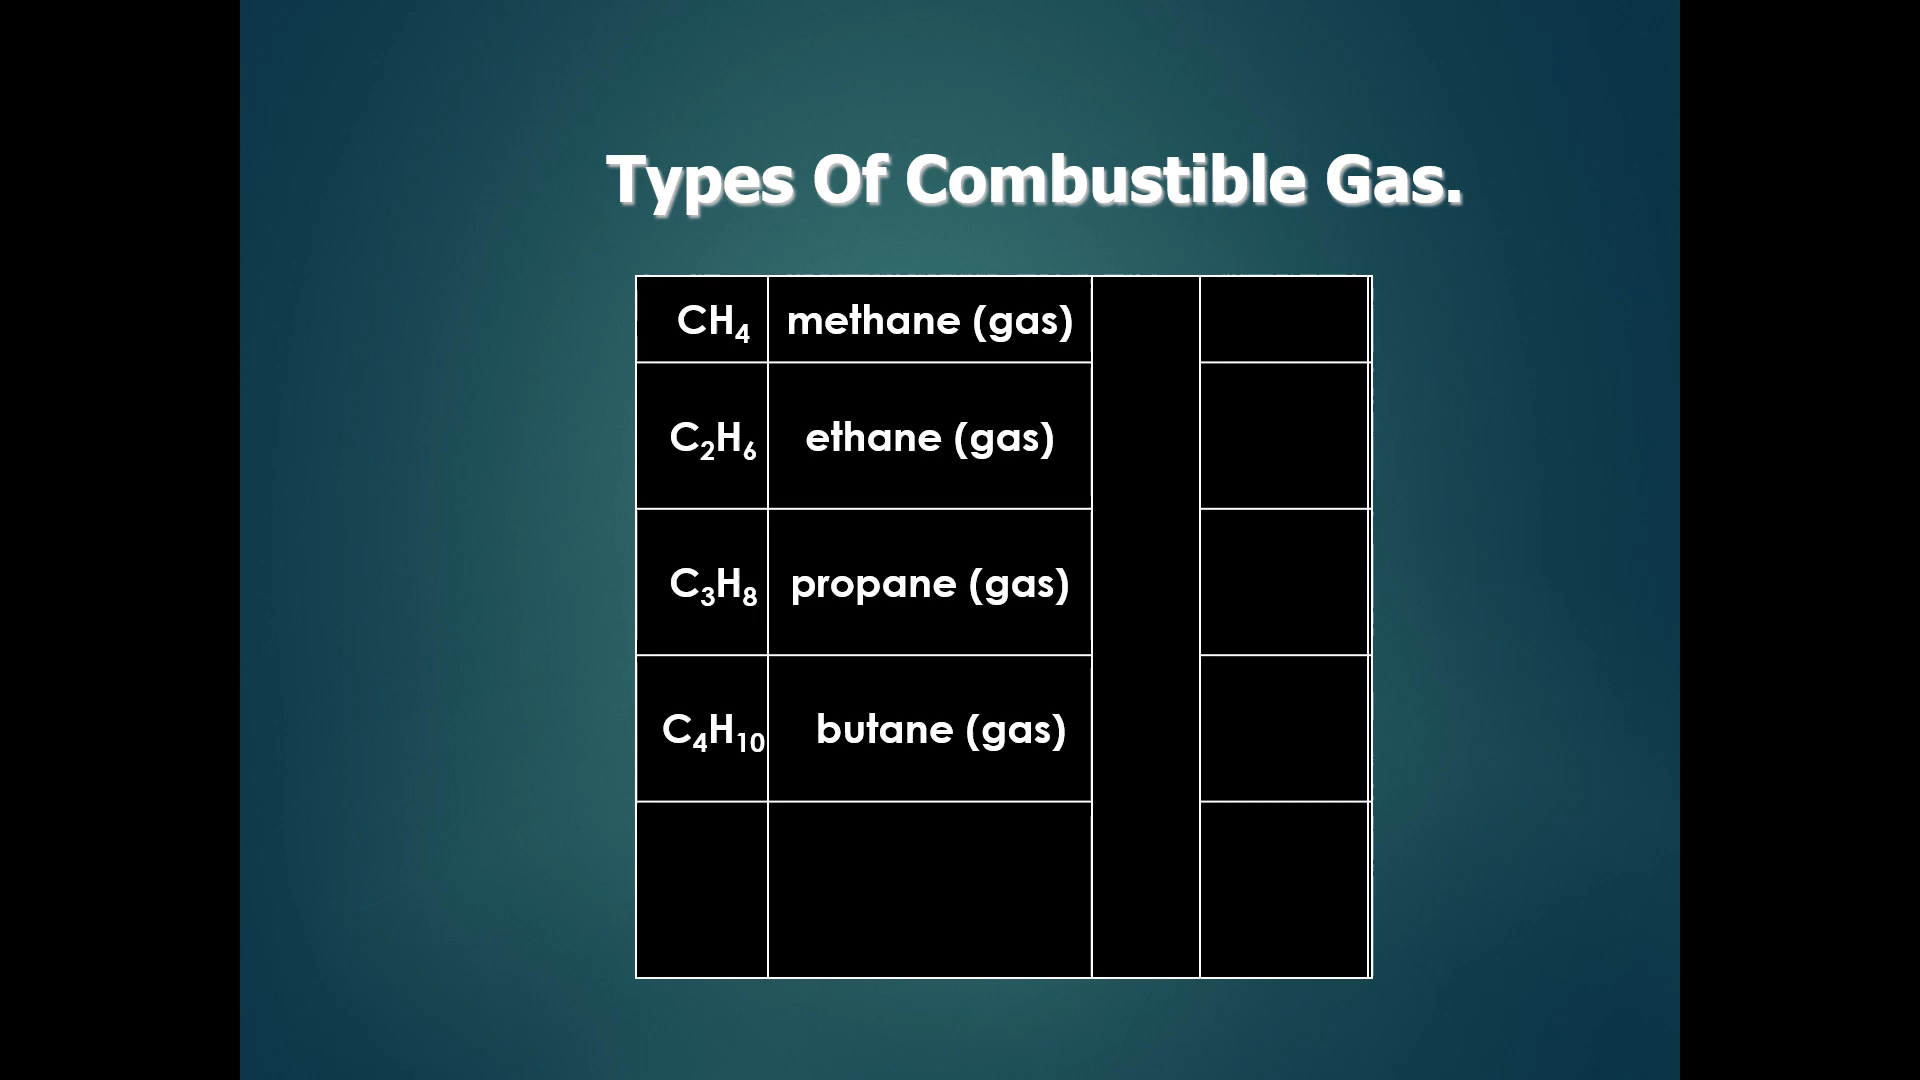 Types Of Combustible Gas.
CH₄ methane (gas)
C₂H₆ ethane (gas)
C₃H₈ propane (gas)
C₄H₁₀ butane (gas)